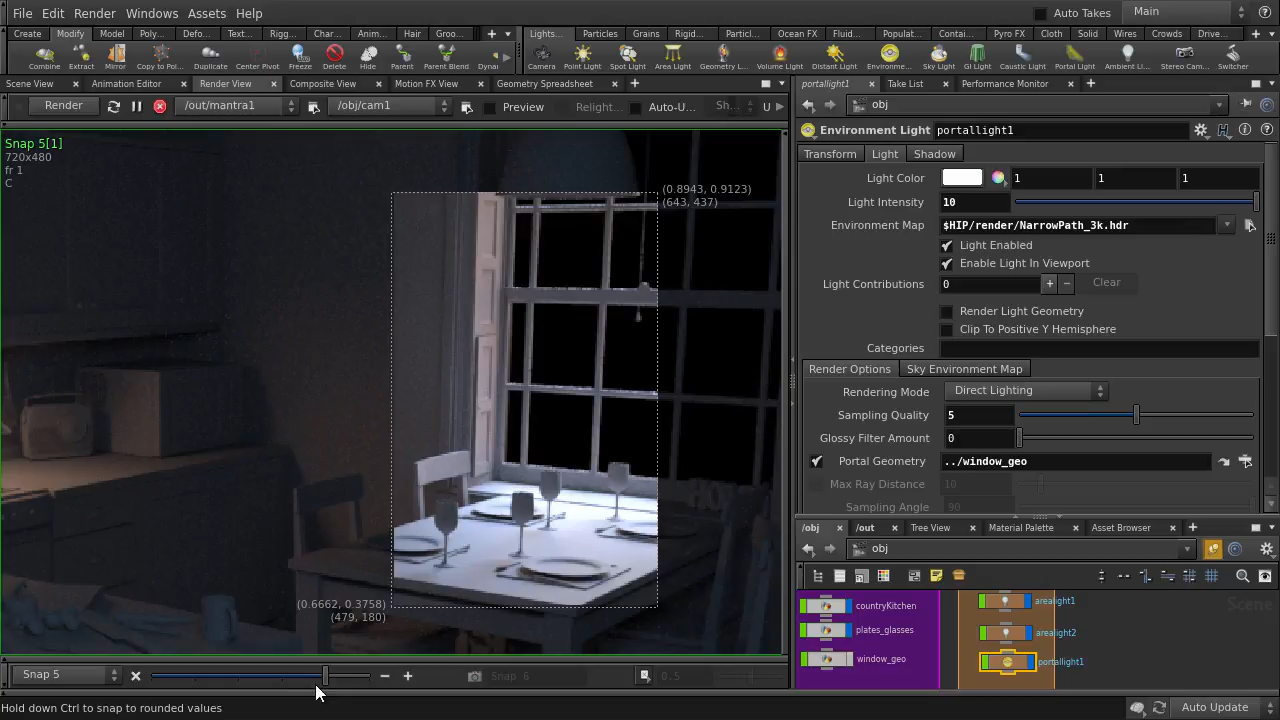 File Edit Render Windows Assets Help Auto Takes Main
Create Modify Model Poly... Defo... Text... Rigg... Char... Anim... Hair Groo... Lights... Particles Grains Rigid... Particl... Ocean FX Fluid... Populat... Contai... Pyro FX Cloth Solid Wires Crowds Drive...
Combine Extract Mirror Copy to Pol... Duplicate Center Pivot Freeze Delete Hide Parent Parent Blend Dyna Camera Point Light Spot Light Area Light Geometry L... Volume Light Distant Light Environme... Sky Light GI Light Caustic Light Portal Light Ambient Li... Stereo Cam... Switcher
Scene View Animation Editor Render View Composite View Motion FX View Geometry Spreadsheet portallight1 Take List Performance Monitor
Render /out/mantra1 /obj/cam1 Preview Relight... Auto-U... Sh... U obj
Environment Light portallight1
Snap 5[1]
720x480
fr 1
C
(0.8943, 0.9123)
(643, 437)
(0.6662, 0.3758)
(479, 180)
Transform Light Shadow
Light Color 1 1 1
Light Intensity 10
Environment Map $HIP/render/NarrowPath_3k.hdr
Light Enabled
Enable Light In Viewport
Light Contributions 0 + − Clear
Render Light Geometry
Clip To Positive Y Hemisphere
Categories
Render Options Sky Environment Map
Rendering Mode Direct Lighting
Sampling Quality 5
Glossy Filter Amount 0
Portal Geometry ../window_geo
Max Ray Distance 10
Sampling Angle 90
/obj /out Tree View Material Palette Asset Browser
obj
countryKitchen
plates_glasses
window_geo
arealight1
arealight2
portallight1
Snap 5 Snap 6 0.5
Hold down Ctrl to snap to rounded values Auto Update